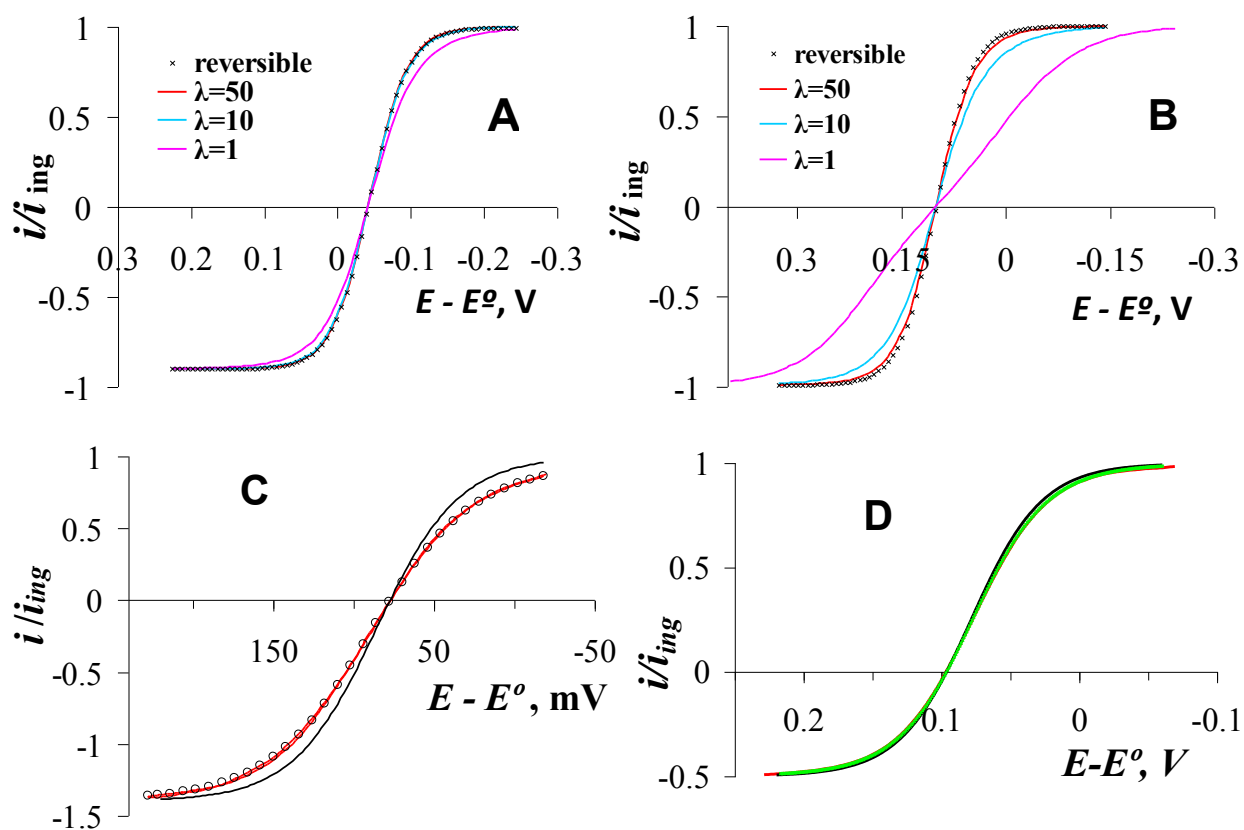 1
reversible
λ=50
λ=10
λ=1
A
0.5
i/i ing
0
0.3
0.2
0.1
0
-0.1
-0.2
-0.3
-0.5
E - Eº, V
-1
1
reversible
λ=50
λ=10
λ=1
B
0.5
i/i ing
0
0.3
0.15
0
-0.15
-0.3
-0.5
E - Eº, V
-1
1
C
0.5
i/i ing
0
150
50
-50
-0.5
E - Eº, mV
-1
-1.5
1
D
0.5
i/i ing
0
0.2
0.1
0
-0.1
-0.5
E-Eº, V